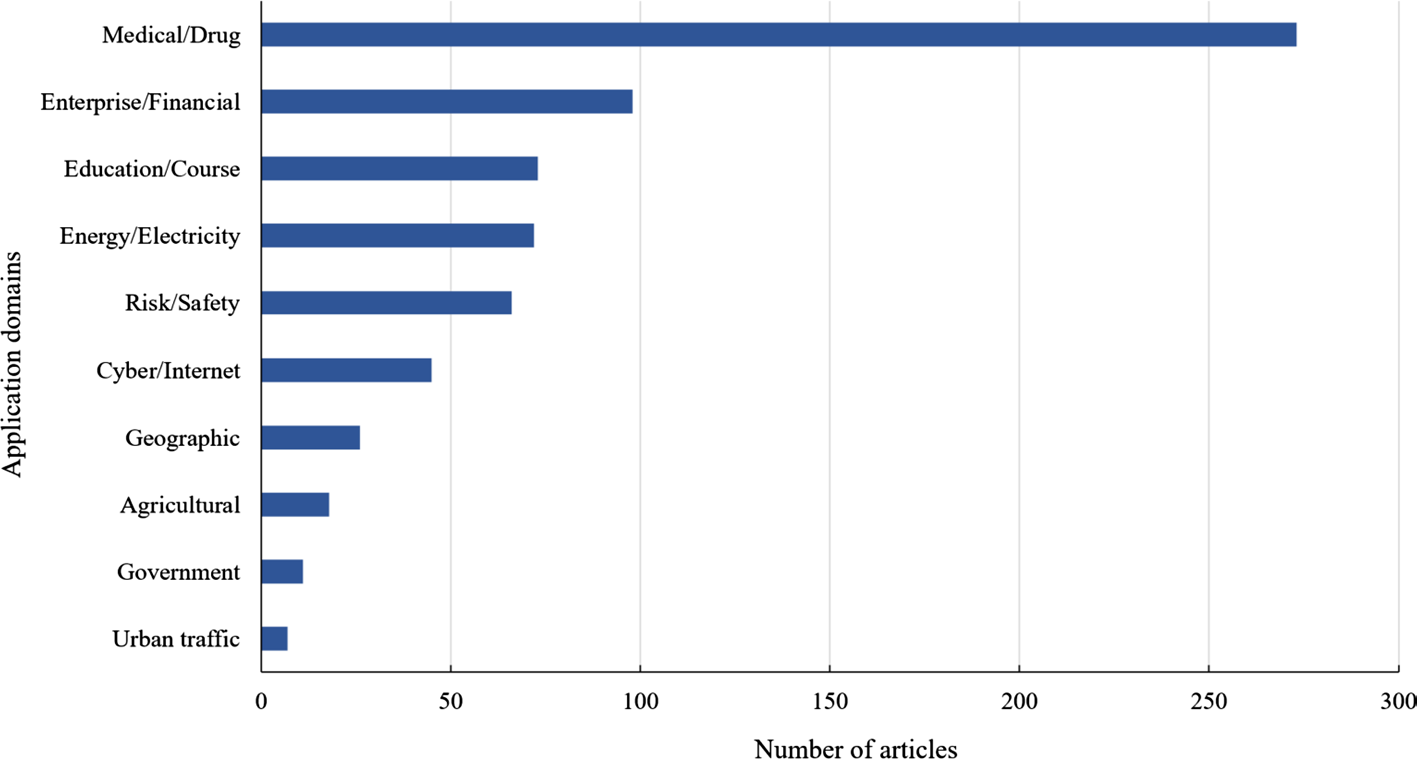 Medical/Drug
Enterprise/Financial
Education/Course
Energy/Electricity
Risk/Safety
Cyber/Internet
Geographic
Agricultural
Government
Urban traffic
Application domains
0 50 100 150 200 250 300
Number of articles